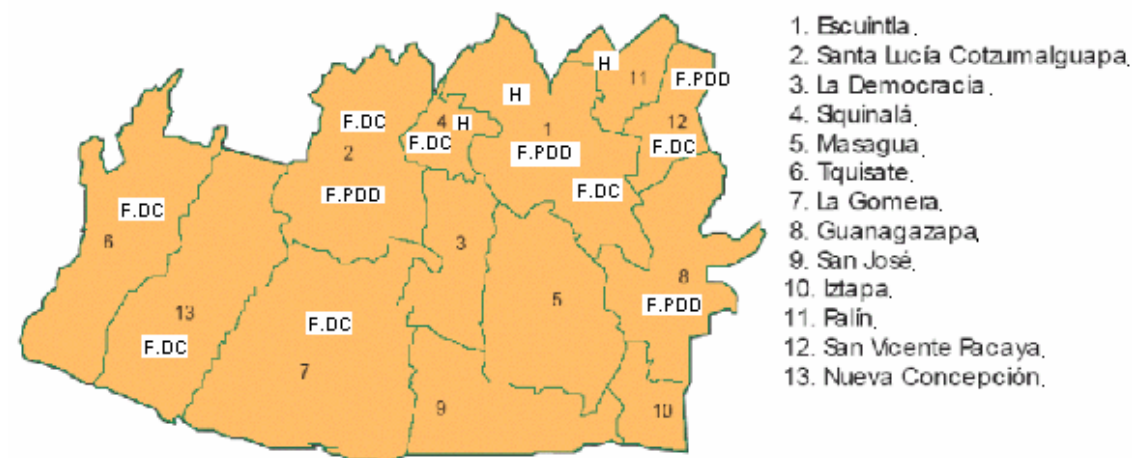 H
F.PDD
11
H
F.DC
4
H
12
1
F.DC
F.DC
2
F.PDD
F.DC
F.PDD
F.DC
F.DC
6
3
8
5
F.PDD
13
F.DC
F.DC
7
9
10
1. Escuintla.
2. Santa Lucía Cotzumalguapa.
3. La Democracia.
4. Siquinalá.
5. Masagua.
6. Tquisate.
7. La Gomera.
8. Guanagazapa.
9. San José.
10. Iztapa.
11. Palín.
12. San Vicente Pacaya.
13. Nueva Concepción.